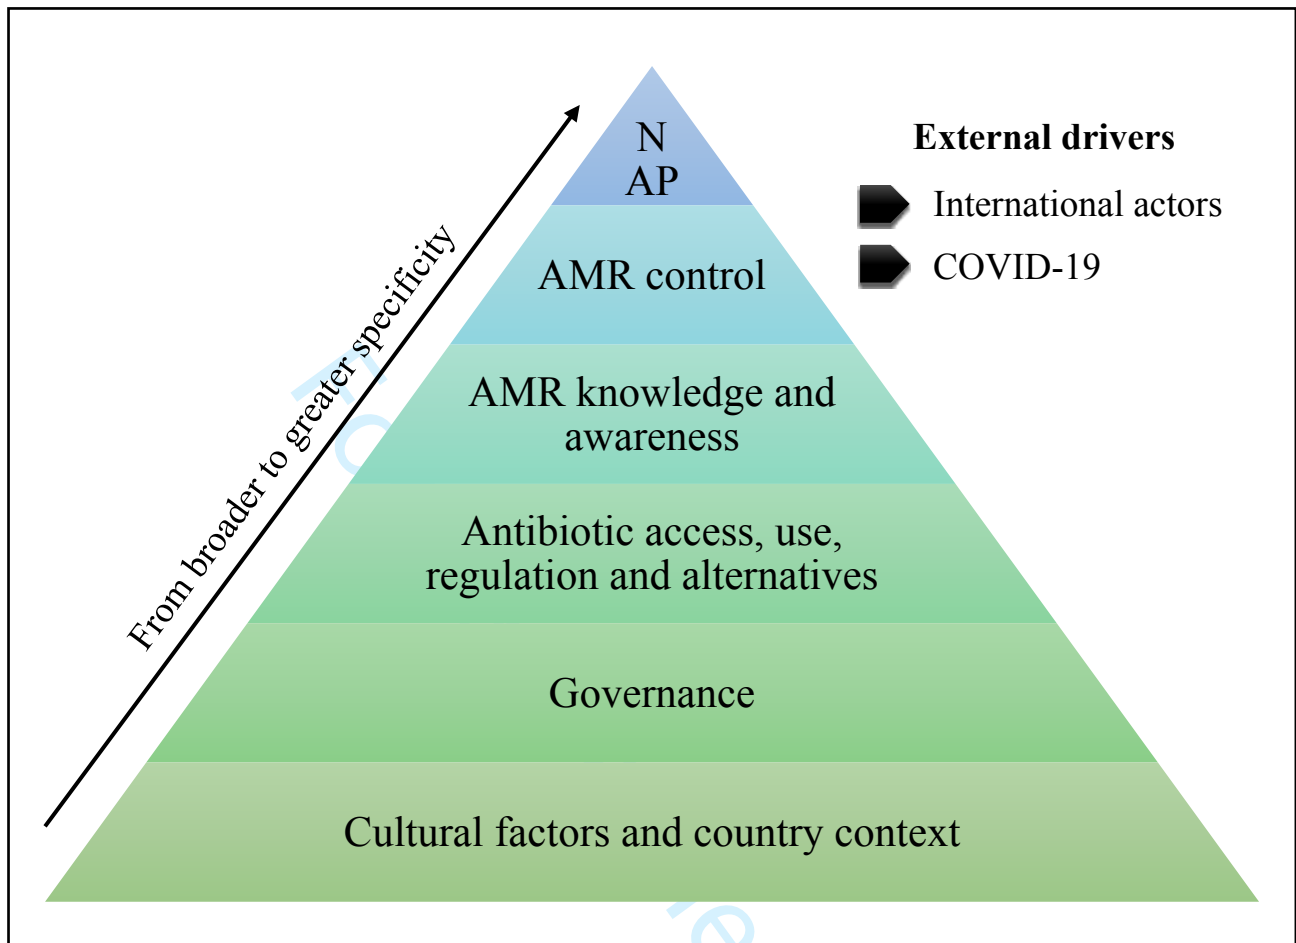 N
AP
External drivers
International actors
COVID-19
AMR control
From broader to greater specificity
AMR knowledge and
awareness
Antibiotic access, use,
regulation and alternatives
Governance
Cultural factors and country context